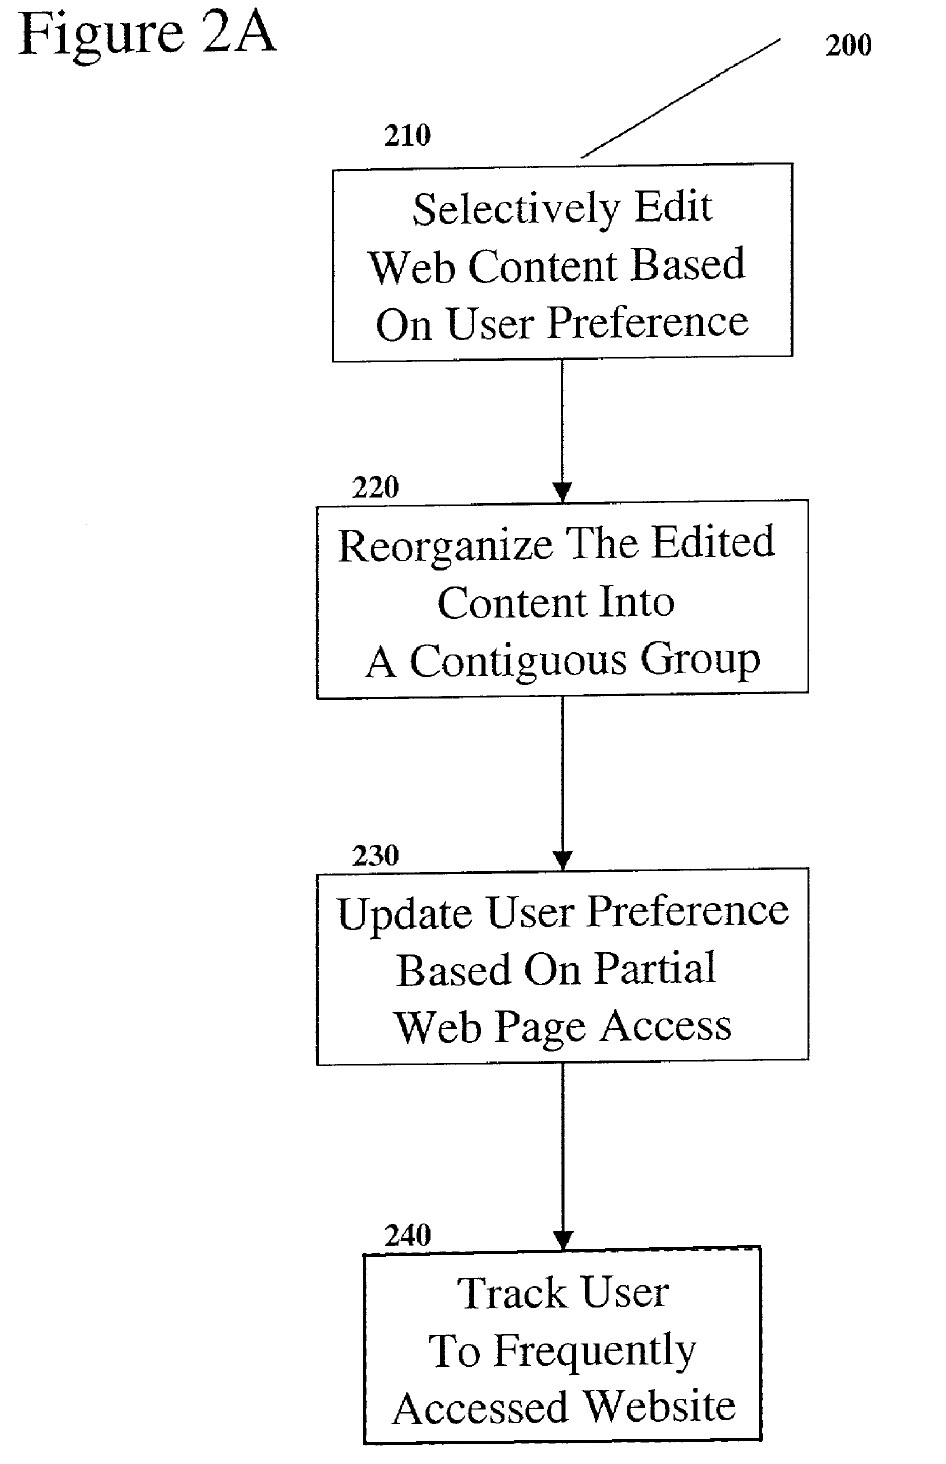 Figure 2A
200
210
Selectively Edit
Web Content Based
On User Preference
220
Reorganize The Edited
Content Into
A Contiguous Group
230
Update User Preference
Based On Partial
Web Page Access
240
Track User
To Frequently
Accessed Website